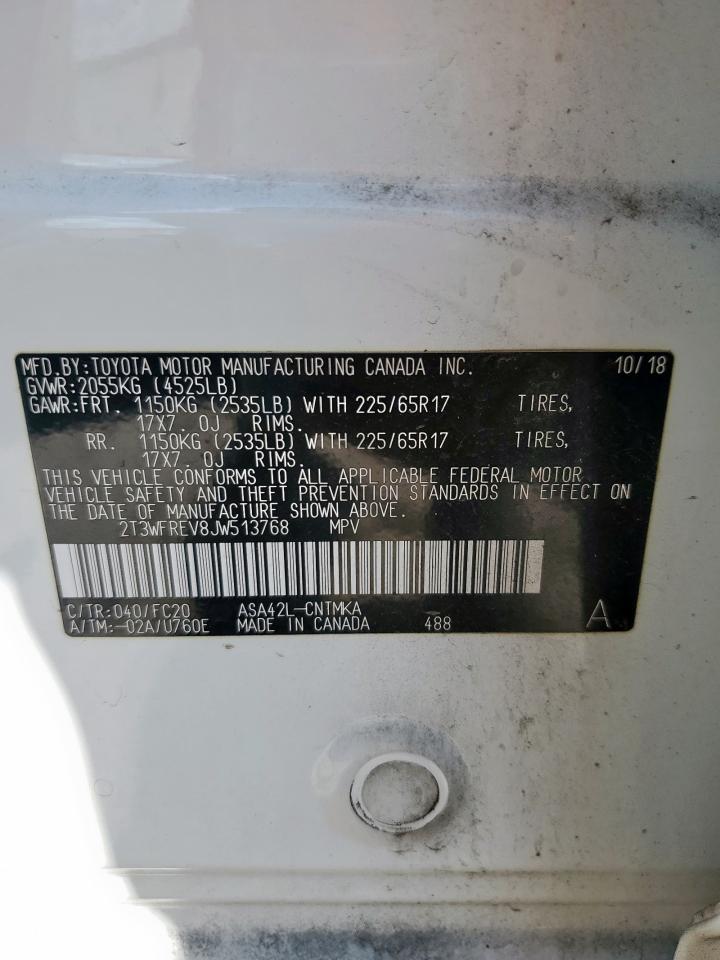 MFD.BY:TOYOTA MOTOR MANUFACTURING CANADA INC. 10/18
GVWR:2055KG (4525LB)
GAWR:FRT. 1150KG (2535LB) WITH 225/65R17 TIRES,
17X7.0J RIMS.
RR. 1150KG (2535LB) WITH 225/65R17 TIRES,
17X7.0J RIMS.
THIS VEHICLE CONFORMS TO ALL APPLICABLE FEDERAL MOTOR
VEHICLE SAFETY AND THEFT PREVENTION STANDARDS IN EFFECT ON
THE DATE OF MANUFACTURE SHOWN ABOVE.
2T3WFREV8JW513768 MPV
C/TR:040/FC20 ASA42L-CNTMKA
A/TM:-02A/U760E MADE IN CANADA 488 A